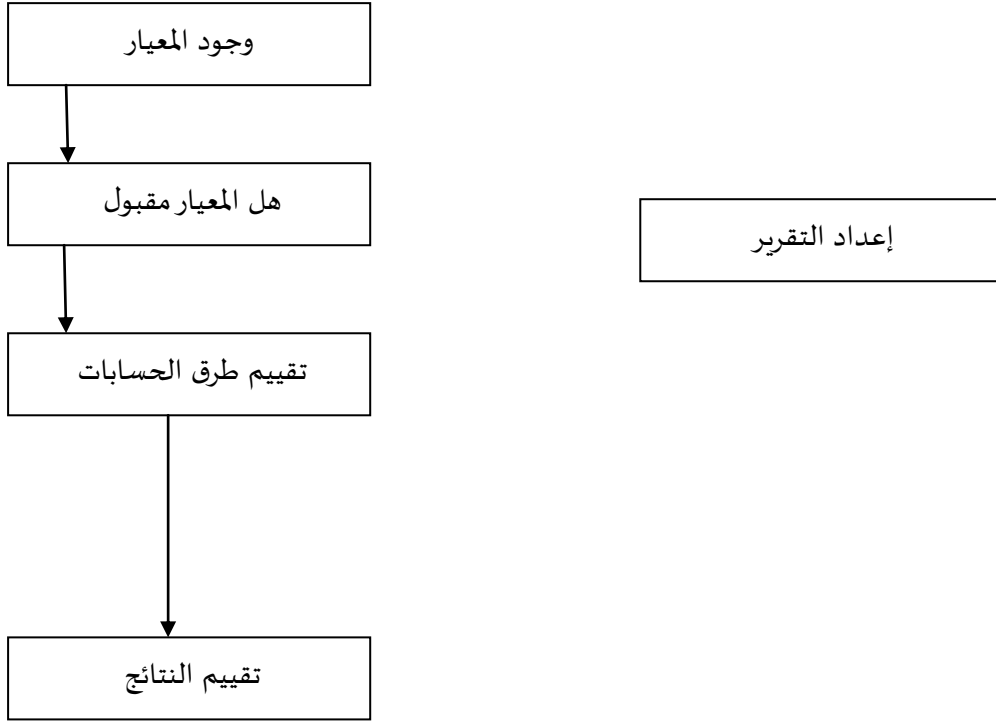 وجود المعيار
هل المعيار مقبول
إعداد التقرير
تقييم طرق الحسابات
تقييم النتائج